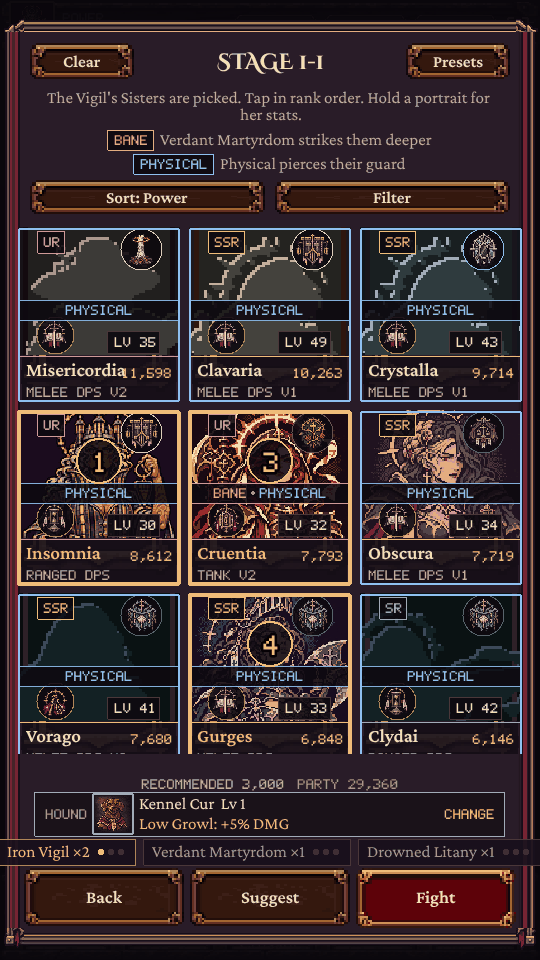 Clear
STAGE 1-1
Presets
The Vigil's Sisters are picked. Tap in rank order. Hold a portrait for
her stats.
BANE Verdant Martyrdom strikes them deeper
PHYSICAL Physical pierces their guard
Sort: Power
Filter
UR
PHYSICAL
LV 35
Misericordia 11,598
MELEE DPS V2
SSR
PHYSICAL
LV 49
Clavaria 10,263
MELEE DPS V1
SSR
PHYSICAL
LV 43
Crystalla 9,714
MELEE DPS V1
UR
1
PHYSICAL
LV 30
Insomnia 8,612
RANGED DPS
UR
3
BANE • PHYSICAL
LV 32
Cruentia 7,793
TANK V2
SSR
PHYSICAL
LV 34
Obscura 7,719
MELEE DPS V1
SSR
PHYSICAL
LV 41
Vorago 7,680
SSR
4
PHYSICAL
LV 33
Gurges 6,848
SR
PHYSICAL
LV 42
Clydai 6,146
RECOMMENDED 3,000 PARTY 29,360
HOUND
Kennel Cur Lv 1
Low Growl: +5% DMG
CHANGE
Iron Vigil ×2
Verdant Martyrdom ×1
Drowned Litany ×1
Back
Suggest
Fight